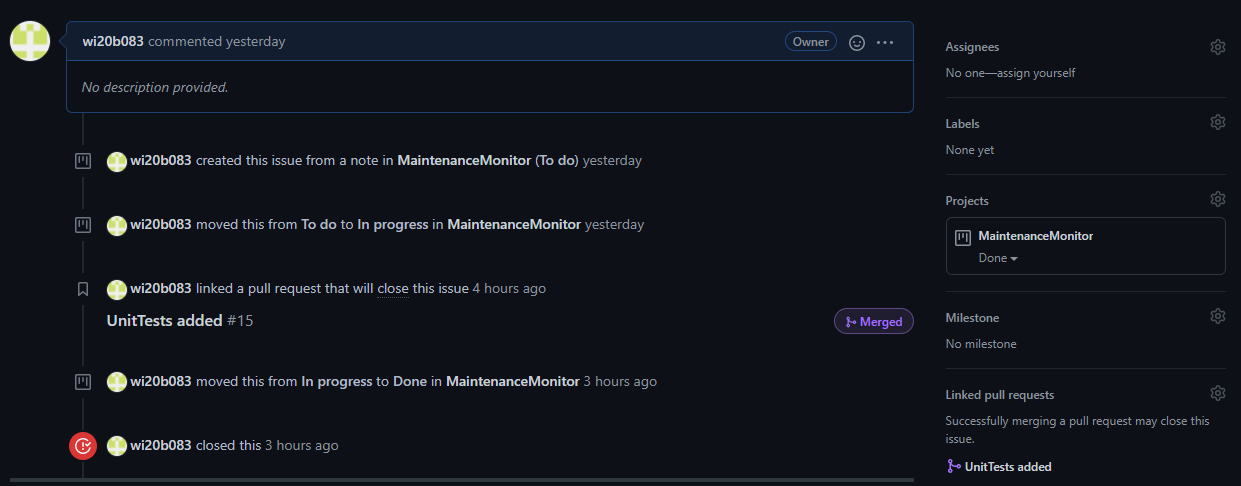 wi20b083 commented yesterday
Owner
No description provided.
wi20b083 created this issue from a note in MaintenanceMonitor (To do) yesterday
wi20b083 moved this from To do to In progress in MaintenanceMonitor yesterday
wi20b083 linked a pull request that will close this issue 4 hours ago
UnitTests added #15
Merged
wi20b083 moved this from In progress to Done in MaintenanceMonitor 3 hours ago
wi20b083 closed this 3 hours ago
Assignees
No one—assign yourself
Labels
None yet
Projects
MaintenanceMonitor
Done
Milestone
No milestone
Linked pull requests
Successfully merging a pull request may close this
issue.
UnitTests added